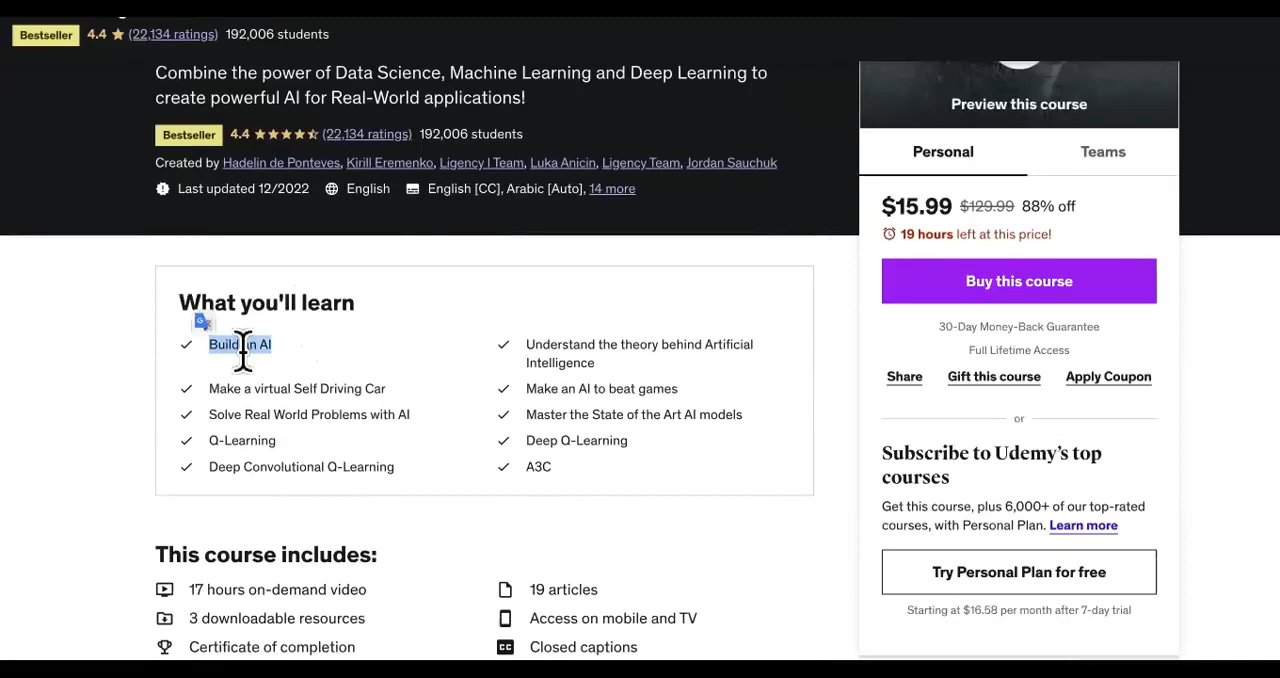 Bestseller 4.4 (22,134 ratings) 192,006 students
Combine the power of Data Science, Machine Learning and Deep Learning to
create powerful AI for Real-World applications!
Bestseller 4.4 (22,134 ratings) 192,006 students
Created by Hadelin de Ponteves, Kirill Eremenko, Ligency I Team, Luka Anicin, Ligency Team, Jordan Sauchuk
Last updated 12/2022 English English [CC], Arabic [Auto], 14 more
What you'll learn
Build an AI
Understand the theory behind Artificial
Intelligence
Make a virtual Self Driving Car
Make an AI to beat games
Solve Real World Problems with AI
Master the State of the Art AI models
Q-Learning
Deep Q-Learning
Deep Convolutional Q-Learning
A3C
This course includes:
17 hours on-demand video
19 articles
3 downloadable resources
Access on mobile and TV
Certificate of completion
CC Closed captions
Preview this course
Personal Teams
$15.99 $129.99 88% off
19 hours left at this price!
Buy this course
30-Day Money-Back Guarantee
Full Lifetime Access
Share Gift this course Apply Coupon
or
Subscribe to Udemy's top
courses
Get this course, plus 6,000+ of our top-rated
courses, with Personal Plan. Learn more
Try Personal Plan for free
Starting at $16.58 per month after 7-day trial